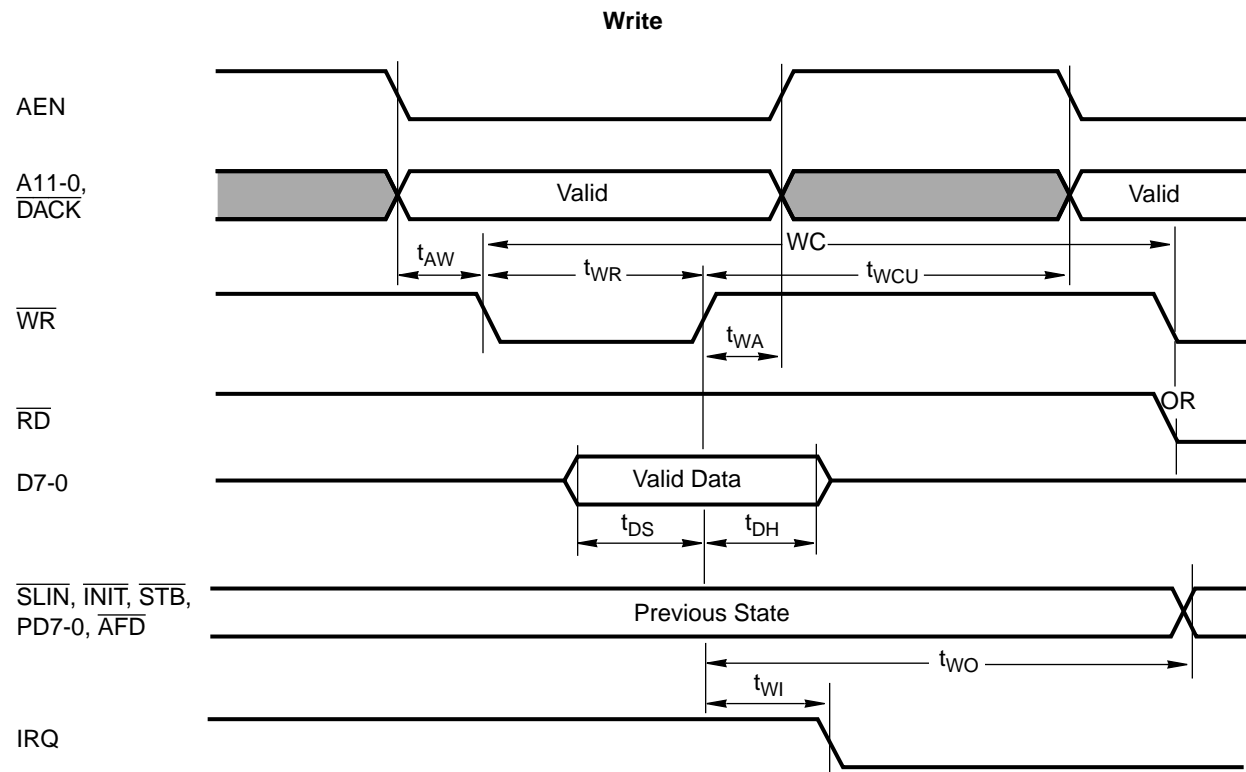 Write
AEN
A11-0,
DACK
Valid
Valid
WC
tAW
tWR
tWCU
WR
tWA
RD
OR
D7-0
Valid Data
tDS
tDH
SLIN, INIT, STB,
PD7-0, AFD
Previous State
tWO
tWI
IRQ